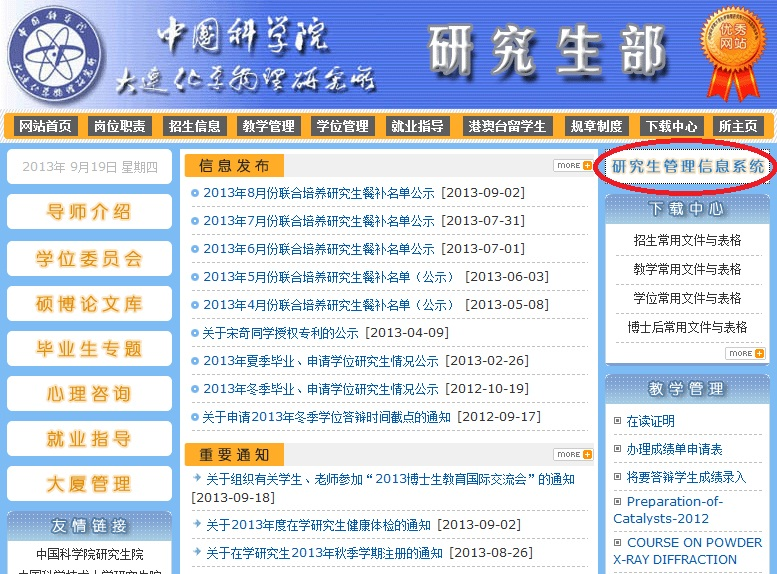 中国科学院
大连化学物理研究所
中国科学院
大连化学物理研究所
研究生部
优秀
网站
网站首页 岗位职责 招生信息 教学管理 学位管理 就业指导 港澳台留学生 规章制度 下载中心 所主页
2013年 9月19日 星期四
导师介绍
学位委员会
硕博论文库
毕业生专题
心理咨询
就业指导
大厦管理
友情链接
中国科学院研究生院
中国科学技术大学研究生院
信息发布 MORE
2013年8月份联合培养研究生餐补名单公示 [2013-09-02]
2013年7月份联合培养研究生餐补名单公示 [2013-07-31]
2013年6月份联合培养研究生餐补名单公示 [2013-07-01]
2013年5月份联合培养研究生餐补名单（公示） [2013-06-03]
2013年4月份联合培养研究生餐补名单（公示） [2013-05-08]
关于宋奇同学授权专利的公示 [2013-04-09]
2013年夏季毕业、申请学位研究生情况公示 [2013-02-26]
2013年冬季毕业、申请学位研究生情况公示 [2012-10-19]
关于申请2013年冬季学位答辩时间截点的通知 [2012-09-17]
重要通知 MORE
关于组织有关学生、老师参加“2013博士生教育国际交流会”的通知
[2013-09-18]
关于2013年度在学研究生健康体检的通知 [2013-09-02]
关于在学研究生2013年秋季学期注册的通知 [2013-08-26]
研究生管理信息系统
下载中心
招生常用文件与表格
教学常用文件与表格
学位常用文件与表格
博士后常用文件与表格
MORE
教学管理
在读证明
办理成绩单申请表
将要答辩学生成绩录入
Preparation-of-
Catalysts-2012
COURSE ON POWDER
X-RAY DIFFRACTION